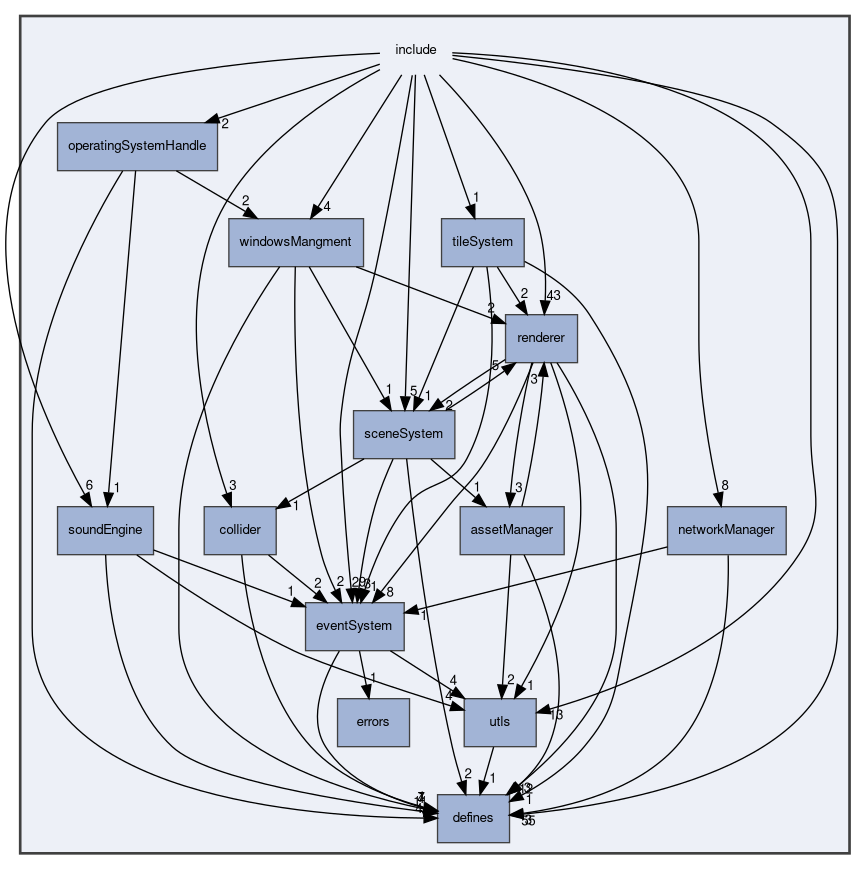 include
2
operatingSystemHandle
2
4
1
windowsMangment
tileSystem
2
43
2
renderer
5
3
1
5
1
2
sceneSystem
6
1
3
1
1
3
8
soundEngine
collider
assetManager
networkManager
1
2
2
8
1
eventSystem
1
4
4
2
1
13
errors
utls
2
1
1
defines